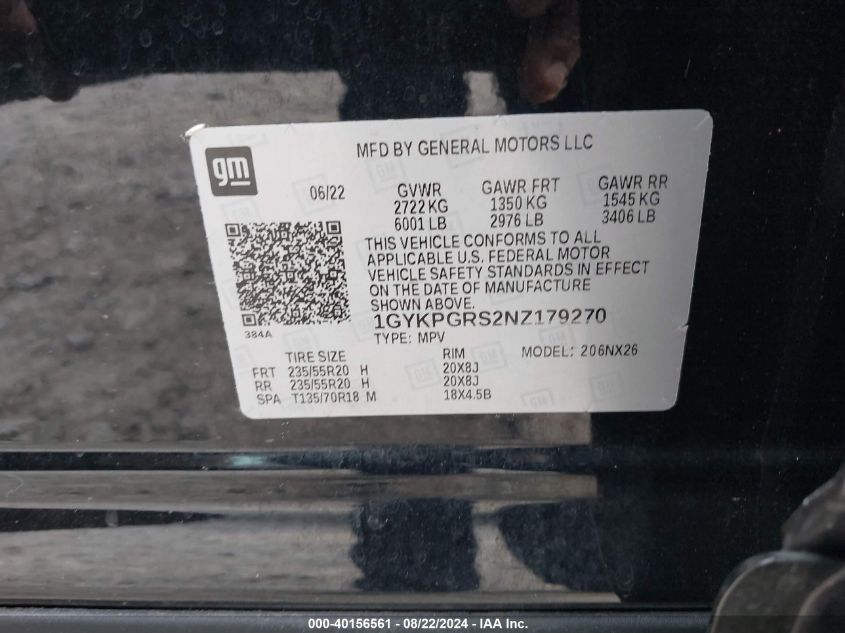 MFD BY GENERAL MOTORS LLC
gm
06/22 GVWR GAWR FRT GAWR RR
2722 KG 1350 KG 1545 KG
6001 LB 2976 LB 3406 LB
THIS VEHICLE CONFORMS TO ALL
APPLICABLE U.S. FEDERAL MOTOR
VEHICLE SAFETY STANDARDS IN EFFECT
ON THE DATE OF MANUFACTURE
SHOWN ABOVE.
1GYKPGRS2NZ179270
384A
TYPE: MPV MODEL: 206NX26
TIRE SIZE RIM
FRT 235/55R20 H 20X8J
RR 235/55R20 H 20X8J
SPA T135/70R18 M 18X4.5B
000-40156561 / 08/22/2024 - IAA Inc.